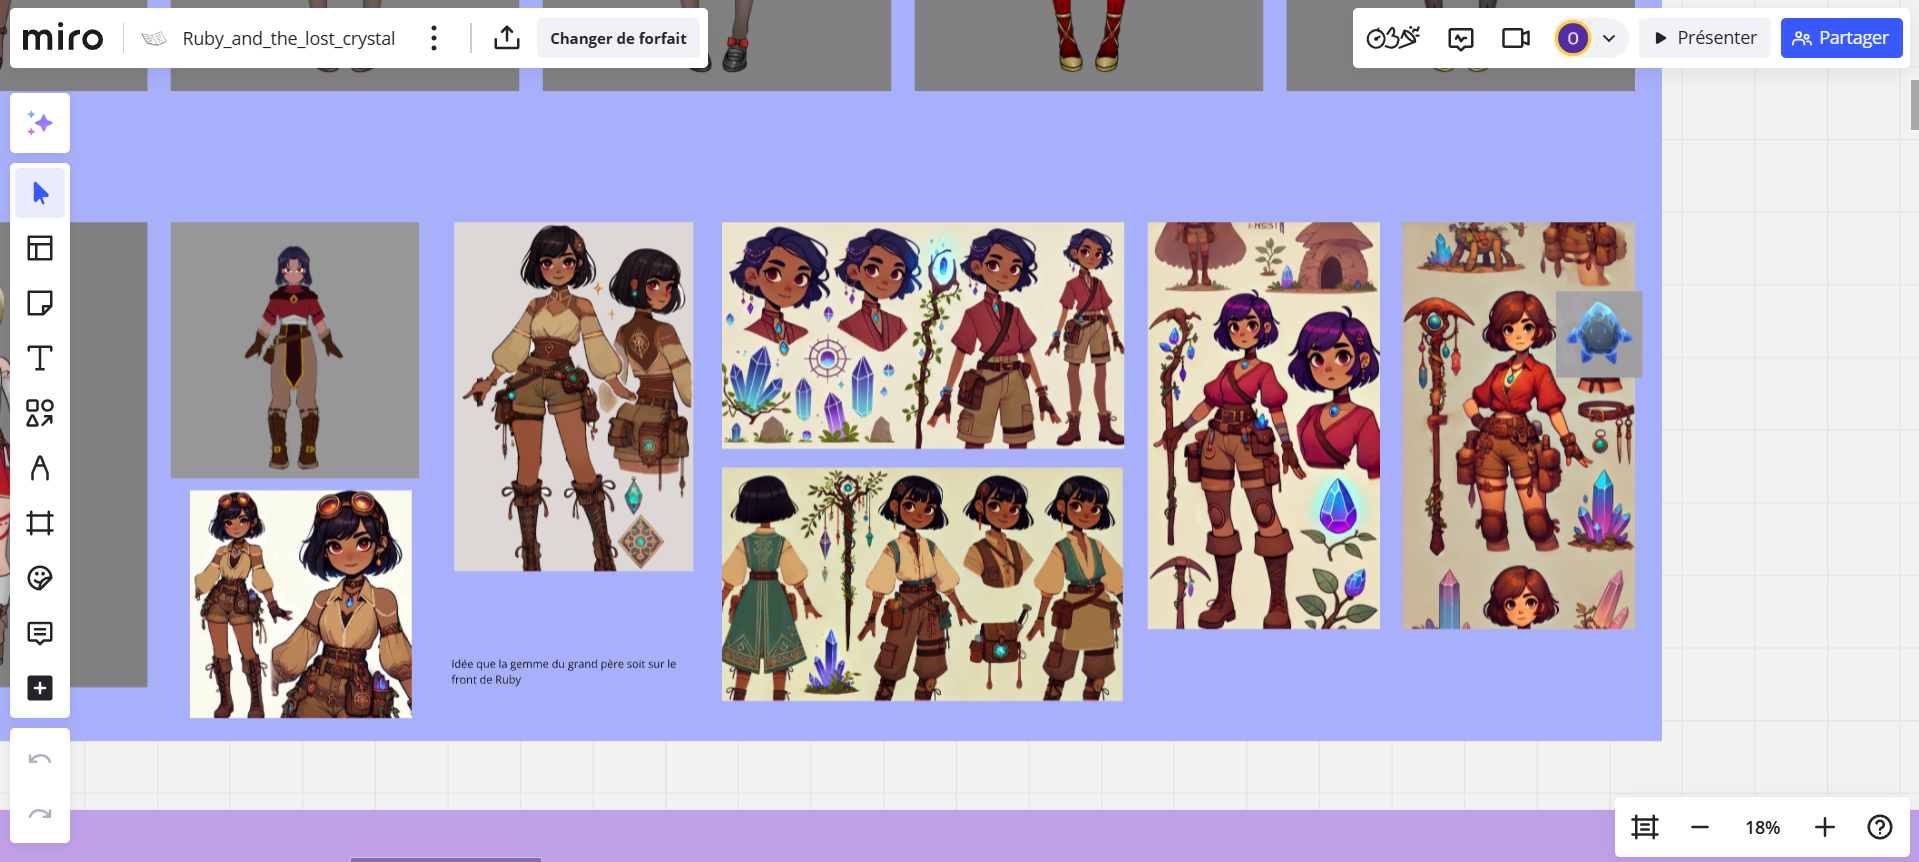 miro
Ruby_and_the_lost_crystal
Changer de forfait
O
Présenter
Partager
Idée que la gemme du grand père soit sur le
front de Ruby
18%